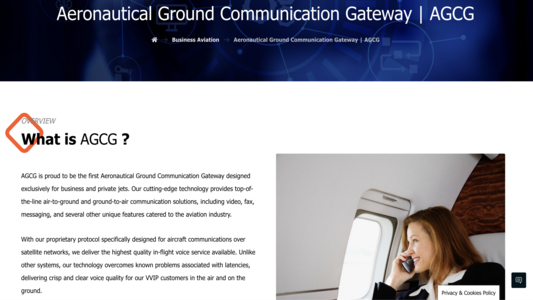 Aeronautical Ground Communication Gateway | AGCG
Business Aviation
Aeronautical Ground Communication Gateway | AGCG
OVERVIEW
What is AGCG ?
AGCG is proud to be the first Aeronautical Ground Communication Gateway designed
exclusively for business and private jets. Our cutting-edge technology provides top-of-
the-line air-to-ground and ground-to-air communication solutions, including video, fax,
messaging, and several other unique features catered to the aviation industry.
With our proprietary protocol specifically designed for aircraft communications over
satellite networks, we deliver the highest quality in-flight voice service available. Unlike
other systems, our technology overcomes known problems associated with latencies,
delivering crisp and clear voice quality for our VVIP customers in the air and on the
ground.
Privacy & Cookies Policy